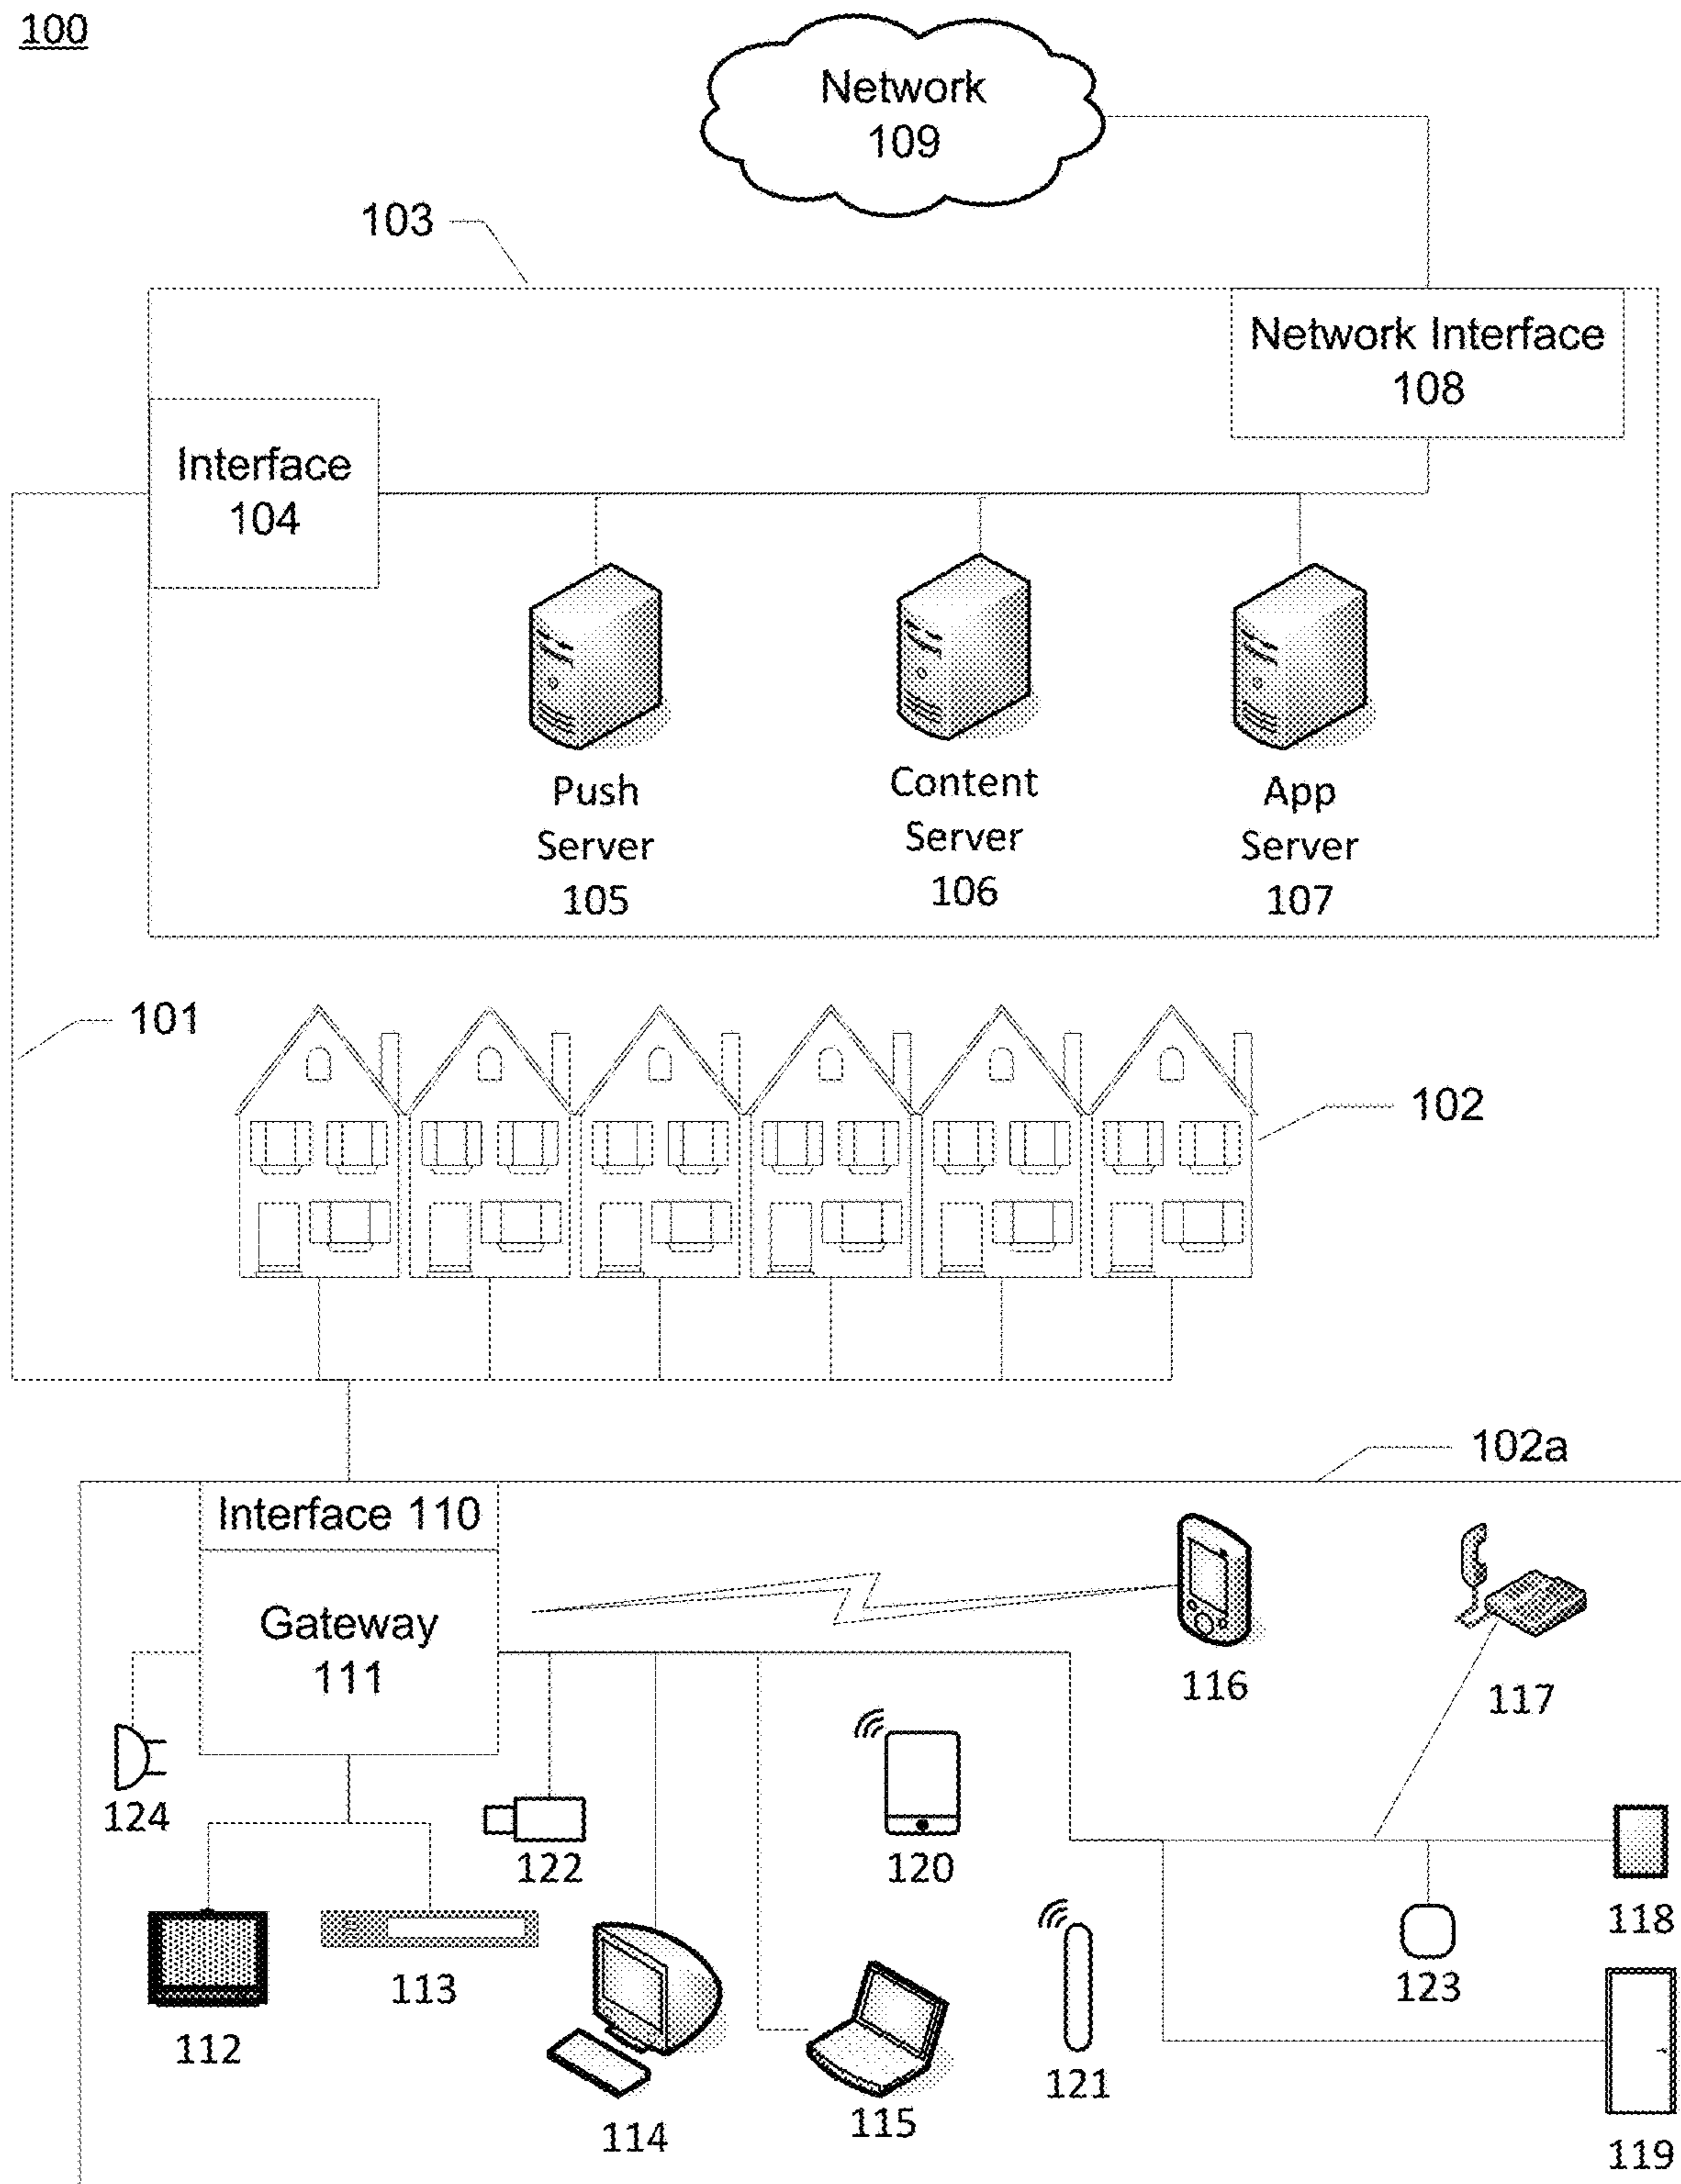 100
Network
109
103
Network Interface
108
Interface
104
Push
Server
105
Content
Server
106
App
Server
107
101
102
102a
Interface 110
Gateway
111
116
117
124
122
120
118
123
112
113
114
115
121
119